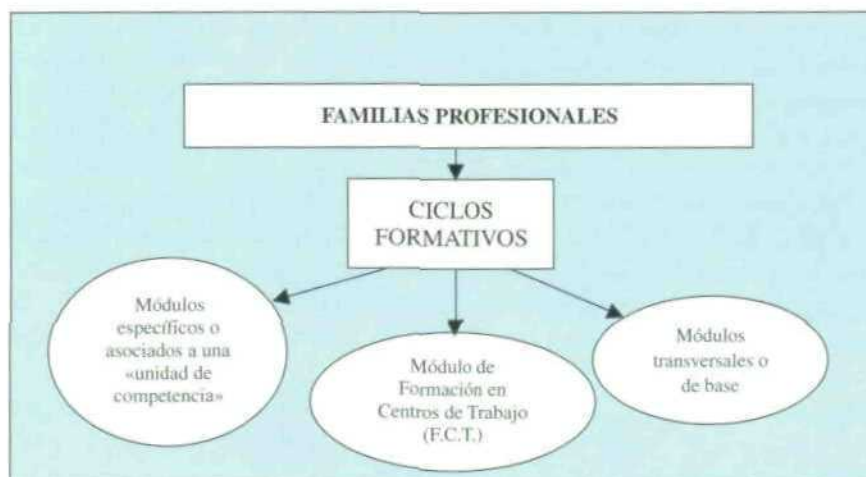 FAMILIAS PROFESIONALES
CICLOS
FORMATIVOS
Módulos
específicos o
asociados a una
«unidad de
competencia»
Módulo de
Formación en
Centros de Trabajo
(F.C.T.)
Módulos
transversales o
de base